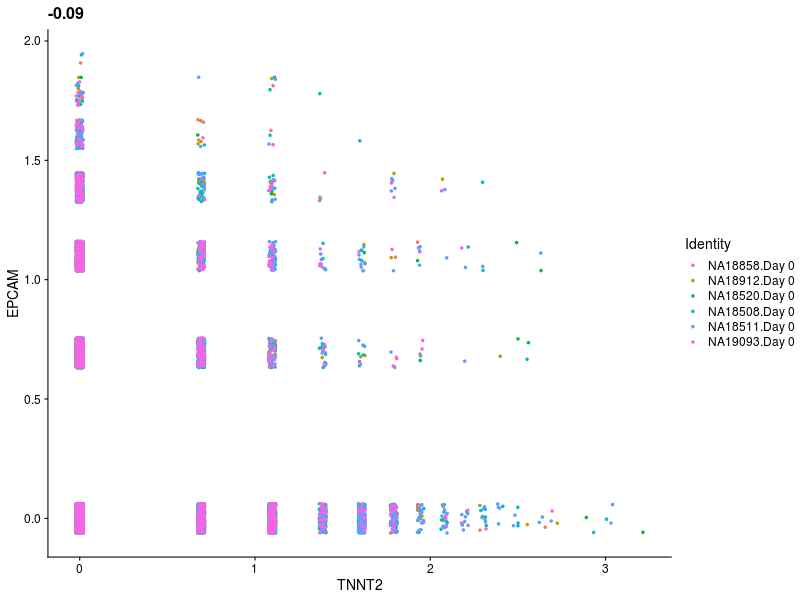 -0.09
2.0
1.5
1.0
0.5
0.0
EPCAM
0
1
2
3
TNNT2
Identity
NA18858.Day 0
NA18912.Day 0
NA18520.Day 0
NA18508.Day 0
NA18511.Day 0
NA19093.Day 0